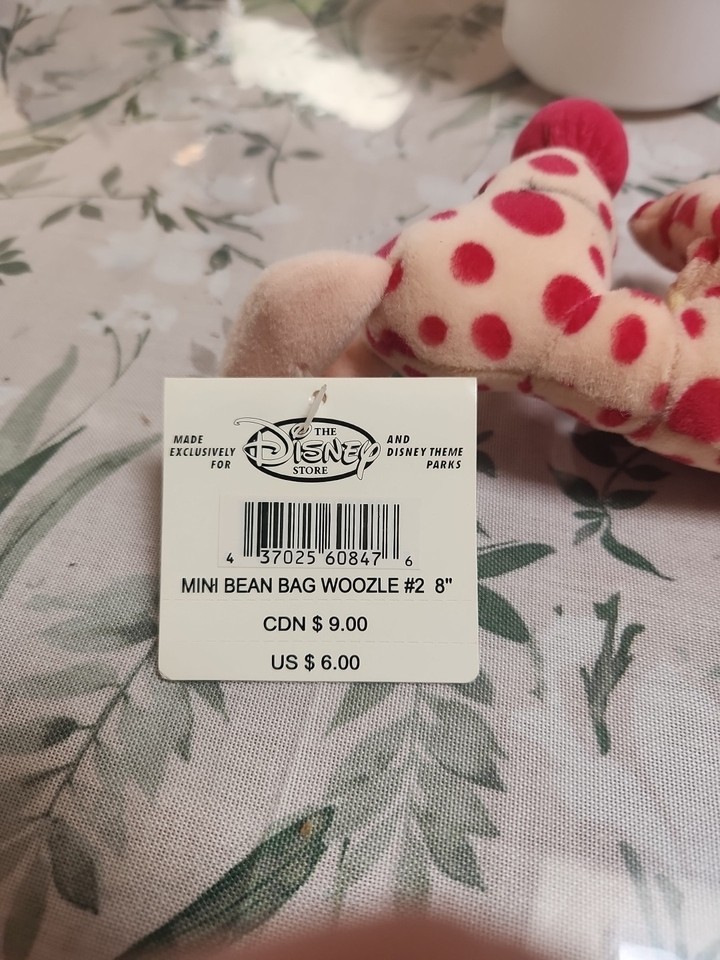 THE
MADE
EXCLUSIVELY
FOR
DISNEY
STORE
AND
DISNEY THEME
PARKS
4 37025 60847 6
MINI BEAN BAG WOOZLE #2 8"
CDN $ 9.00
US $ 6.00